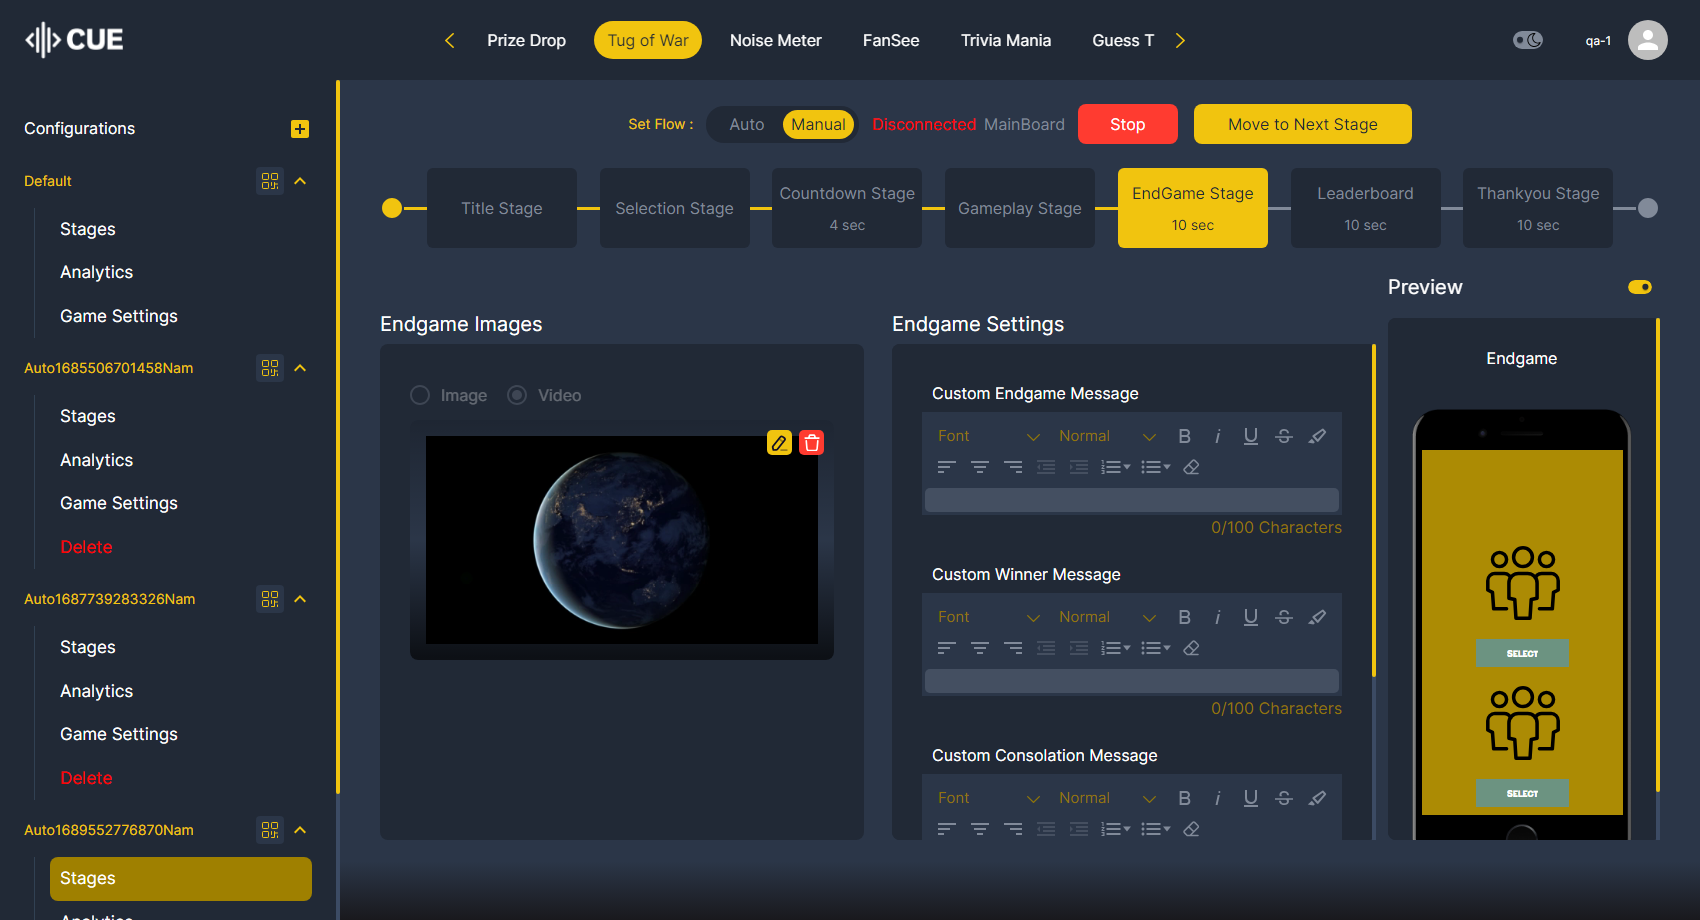 CUE
Prize Drop
Tug of War
Noise Meter
FanSee
Trivia Mania
Guess T
qa-1
Configurations
Default
Stages
Analytics
Game Settings
Auto1685506701458Nam
Stages
Analytics
Game Settings
Delete
Auto1687739283326Nam
Stages
Analytics
Game Settings
Delete
Auto1689552776870Nam
Stages
Analytics
Set Flow :
Auto
Manual
Disconnected MainBoard
Stop
Move to Next Stage
Title Stage
Selection Stage
Countdown Stage
4 sec
Gameplay Stage
EndGame Stage
10 sec
Leaderboard
10 sec
Thankyou Stage
10 sec
Endgame Images
Image
Video
Endgame Settings
Custom Endgame Message
Font
Normal
0/100 Characters
Custom Winner Message
Font
Normal
0/100 Characters
Custom Consolation Message
Font
Normal
Preview
Endgame
SELECT
SELECT